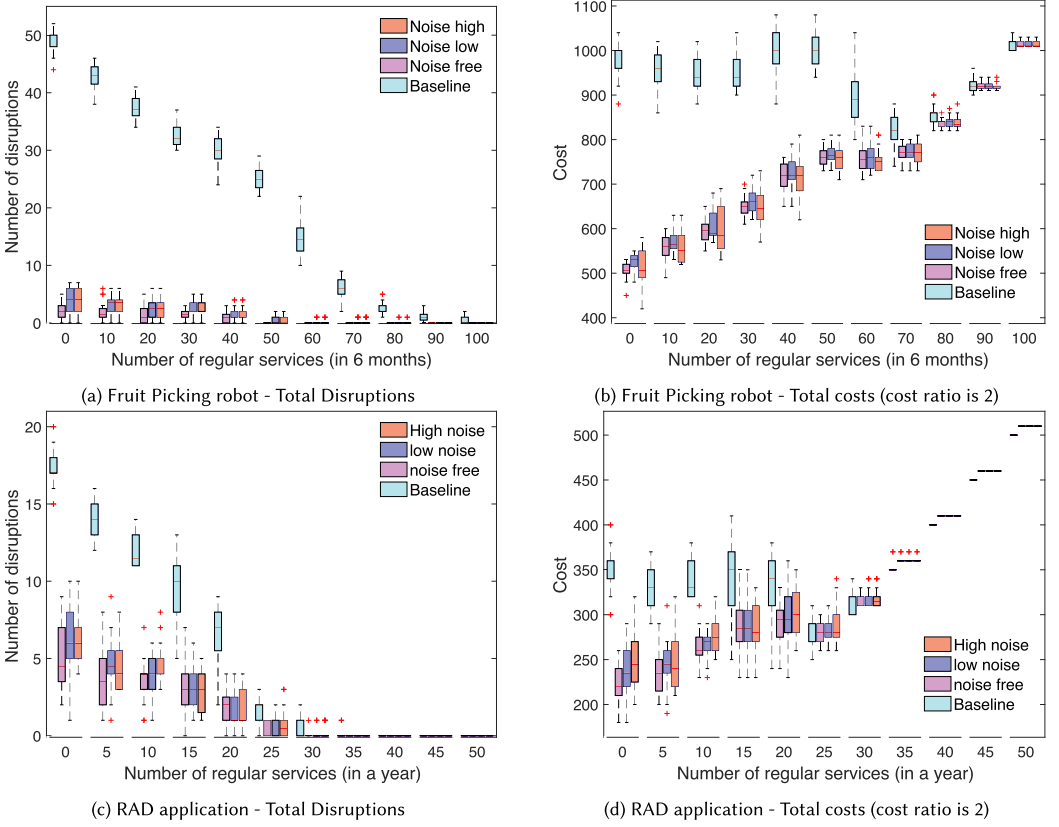 Number of disruptions
50
40
30
20
10
0
Noise high
Noise low
Noise free
Baseline
0 10 20 30 40 50 60 70 80 90 100
Number of regular services (in 6 months)
(a) Fruit Picking robot - Total Disruptions
Cost
1100
1000
900
800
700
600
500
400
Noise high
Noise low
Noise free
Baseline
0 10 20 30 40 50 60 70 80 90 100
Number of regular services (in 6 months)
(b) Fruit Picking robot - Total costs (cost ratio is 2)
Number of disruptions
20
15
10
5
0
High noise
low noise
noise free
Baseline
0 5 10 15 20 25 30 35 40 45 50
Number of regular services (in a year)
(c) RAD application - Total Disruptions
Cost
500
450
400
350
300
250
200
High noise
low noise
noise free
Baseline
0 5 10 15 20 25 30 35 40 45 50
Number of regular services (in a year)
(d) RAD application - Total costs (cost ratio is 2)